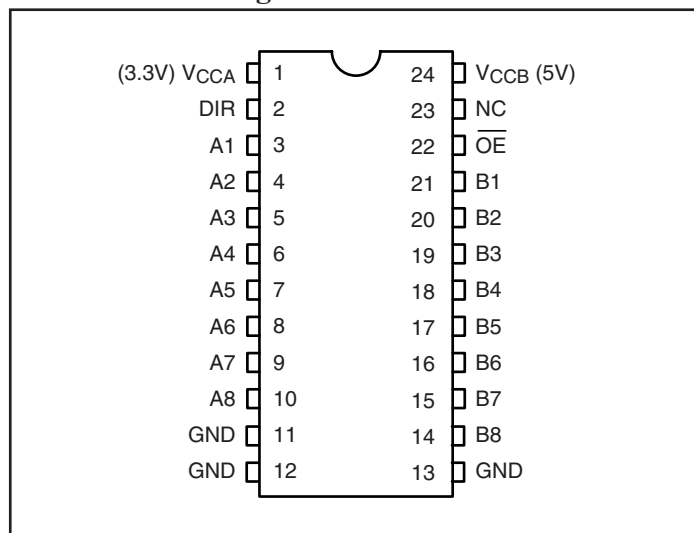 (3.3V) VCCA 1 24 VCCB (5V)
DIR 2 23 NC
A1 3 22 OE
A2 4 21 B1
A3 5 20 B2
A4 6 19 B3
A5 7 18 B4
A6 8 17 B5
A7 9 16 B6
A8 10 15 B7
GND 11 14 B8
GND 12 13 GND